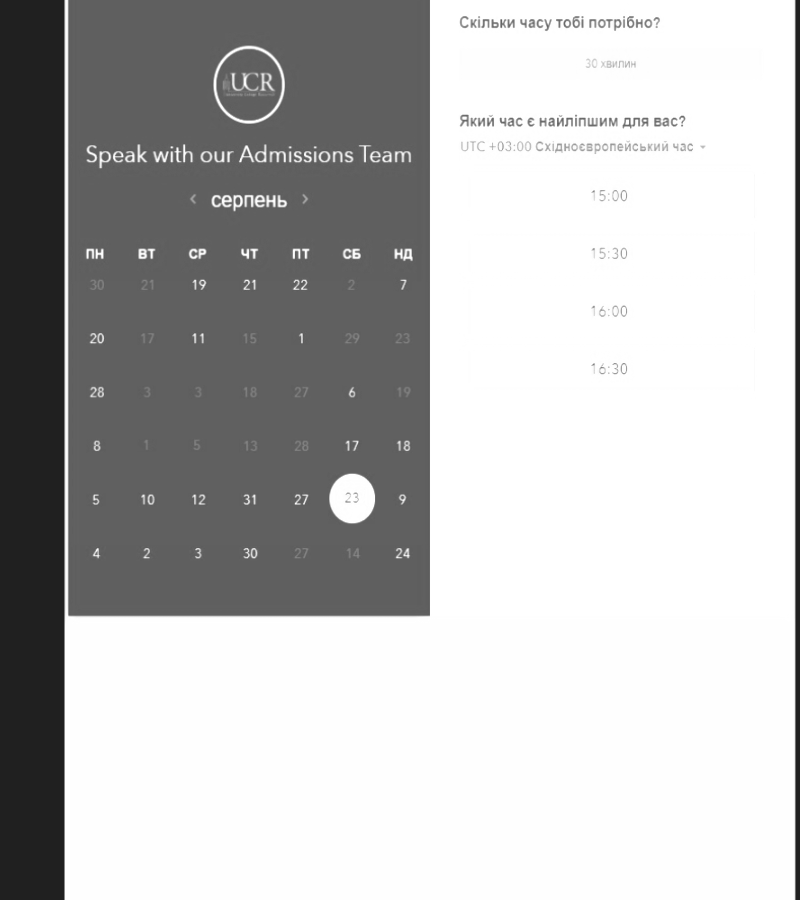 UCR
Speak with our Admissions Team
серпень
ПН ВТ СР ЧТ ПТ СБ НД
30 21 19 21 22 2 7
20 17 11 15 1 29 23
28 3 3 18 27 6 19
8 1 5 13 28 17 18
5 10 12 31 27 23 9
4 2 3 30 27 14 24
Скільки часу тобі потрібно?
30 хвилин
Який час є найліпшим для вас?
UTC +03:00 Східноєвропейський час
15:00
15:30
16:00
16:30